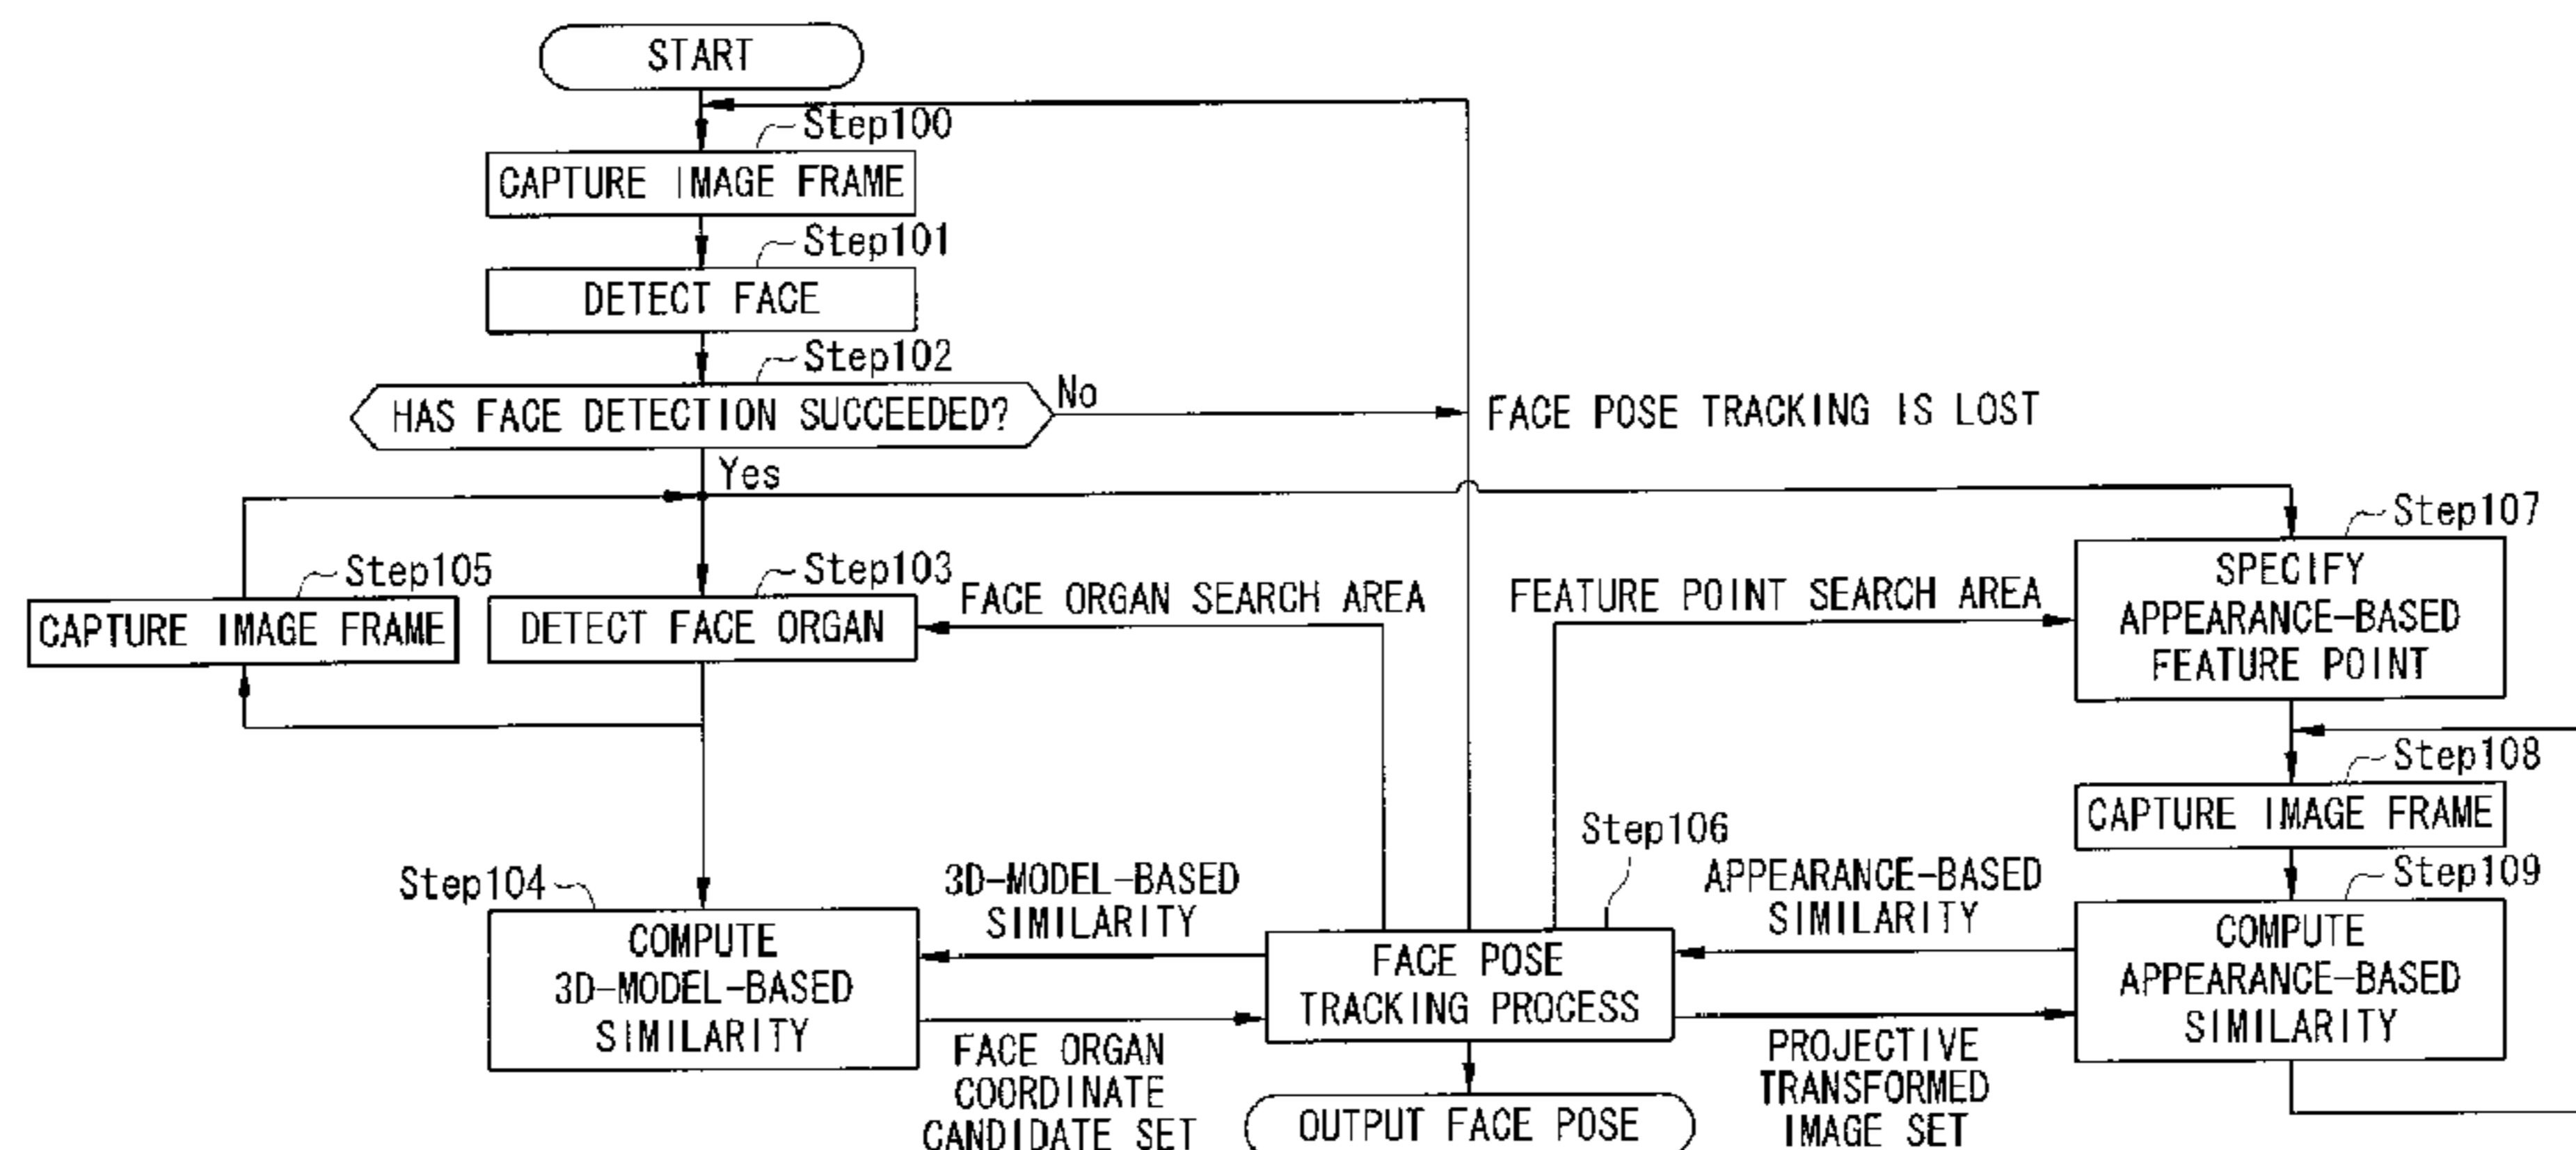 START
Step100
CAPTURE IMAGE FRAME
Step101
DETECT FACE
Step102
HAS FACE DETECTION SUCCEEDED?
No
FACE POSE TRACKING IS LOST
Yes
Step105
CAPTURE IMAGE FRAME
Step103
DETECT FACE ORGAN
FACE ORGAN SEARCH AREA
FEATURE POINT SEARCH AREA
Step107
SPECIFY
APPEARANCE-BASED
FEATURE POINT
Step108
CAPTURE IMAGE FRAME
Step104
COMPUTE
3D-MODEL-BASED
SIMILARITY
3D-MODEL-BASED
SIMILARITY
FACE ORGAN
COORDINATE
CANDIDATE SET
Step106
FACE POSE
TRACKING PROCESS
OUTPUT FACE POSE
APPEARANCE-BASED
SIMILARITY
PROJECTIVE
TRANSFORMED
IMAGE SET
Step109
COMPUTE
APPEARANCE-BASED
SIMILARITY